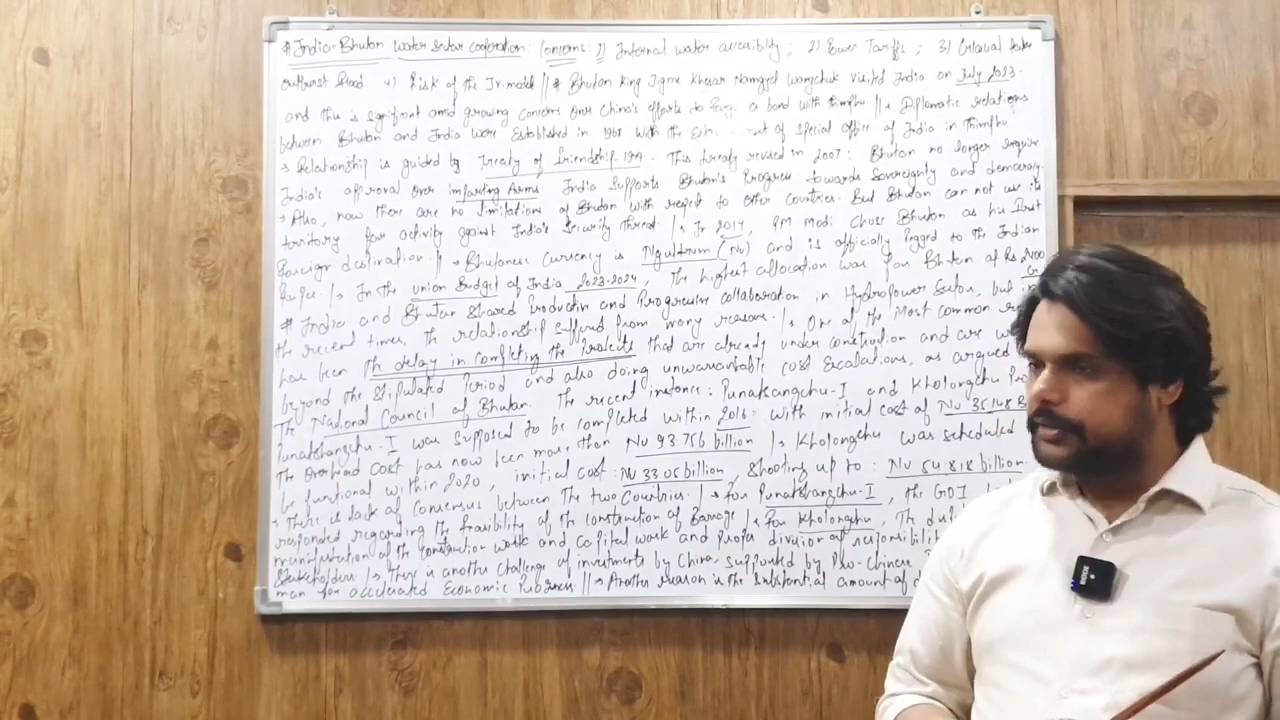 # India-Bhutan water sector cooperation: Concerns: 1) Internal water accessibility; 2) Power Tariffs; 3) Glacial lake
outburst flood 4) Risk of the Jv-model || # Bhutan King Jigme Khesar Namgyel Wangchuk visited India on July 2023.
and this is significant amid growing concerns over China's efforts to a bond with Thimphu || → Diplomatic relations
between Bhutan and India were Established in 1968 with the of Special Office of India in Thimphu
→ Relationship is guided by Treaty of Friendship-1949. This treaty revised in 2007: Bhutan no longer require
India's approval over importing Arms. India Supports Bhutan's Progress towards Sovereignty and democracy.
→ Also, now there are no limitations of Bhutan with respect to other countries. But Bhutan can not use its
territory for activity against India's Security threat | → In 2014, PM Modi Chose Bhutan as his First
Foreign destination. || → Bhutanese currency is Ngultrum (Nu) and is officially Pegged to the Indian
Rupee | → In the union Budget of India 2023-2024, The highest allocation was for Bhutan of Rs 2400
# India and Bhutan Shared Productive and Progressive collaboration in Hydropower Sector, but in
the recent times, The relationship suffered from many reasons. | → One of the Most common
have been Th delay in completing the Projects that are already under construction and are
beyond the Stipulated Period and also doing unwarrantable cost Escalations, as argued
Th National Council of Bhutan. The recent instance: Punatsangchu-I and Kholongchu
Punatshangchu-I was supposed to be completed within 2016: with initial cost of Nu 35.148
The overhead cost has now been more than Nu 93.756 billion | → Kholongchu was scheduled
be functional within 2020, initial cost: Nu 33.05 billion, shooting up to: Nu 54.818 billion.
→ There is lack of consensus between the two Countries. | → for Punatshangchu-I, the GOI
responded regarding the feasibility of th construction of Barage | → For Kholongchu, The
of the construction work and capital work and Proper division of
Stakeholders | → There is another challenge of investments by China supported by Pro-Chinese
man for accelerated Economic Progress || → Another reason is the Substantial amount of